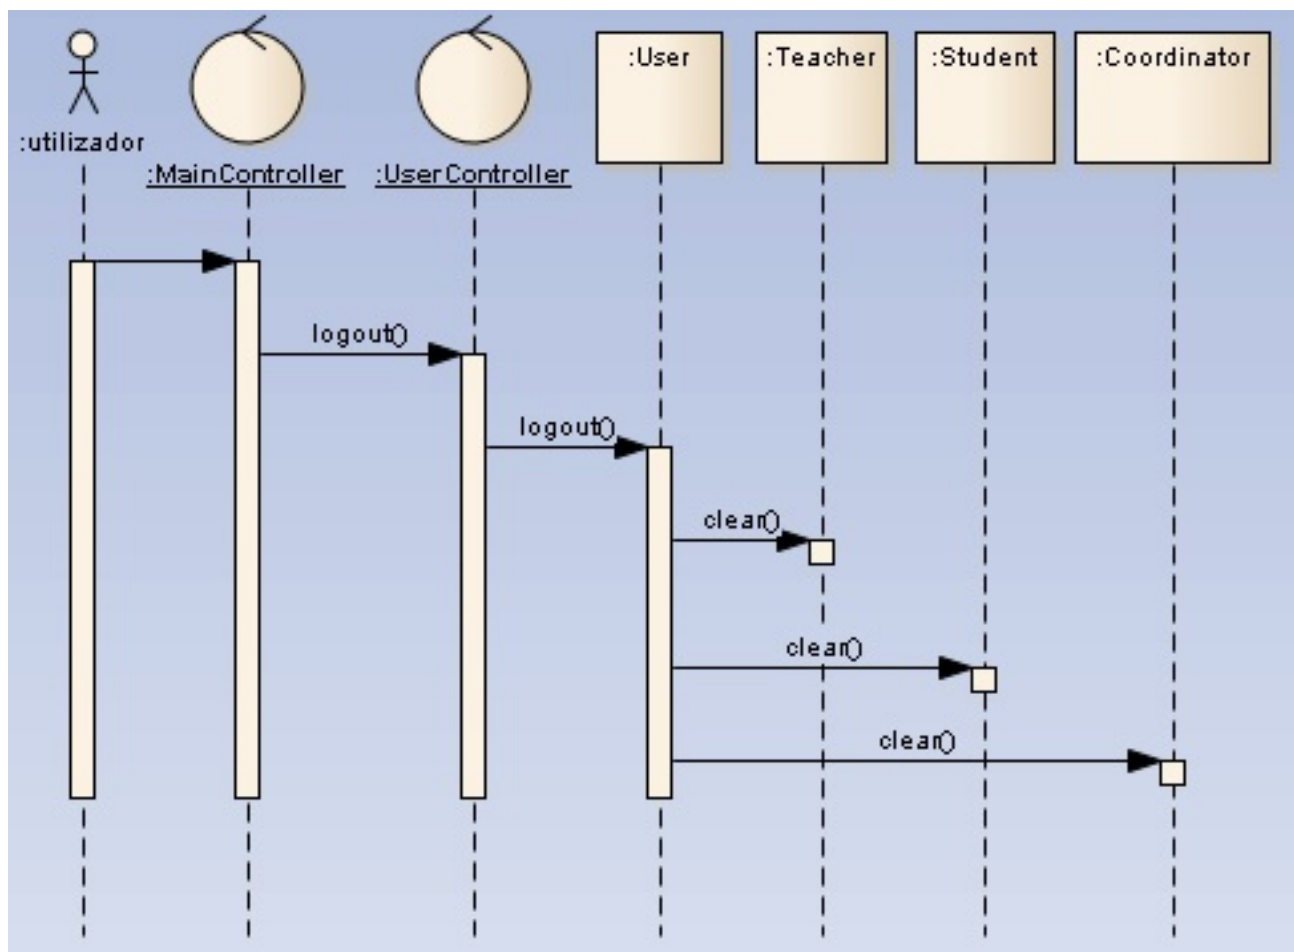 :User
:Teacher
:Student
:Coordinator
:utilizador
:MainController
:UserController
logout()
logout()
clear()
clear()
clear()